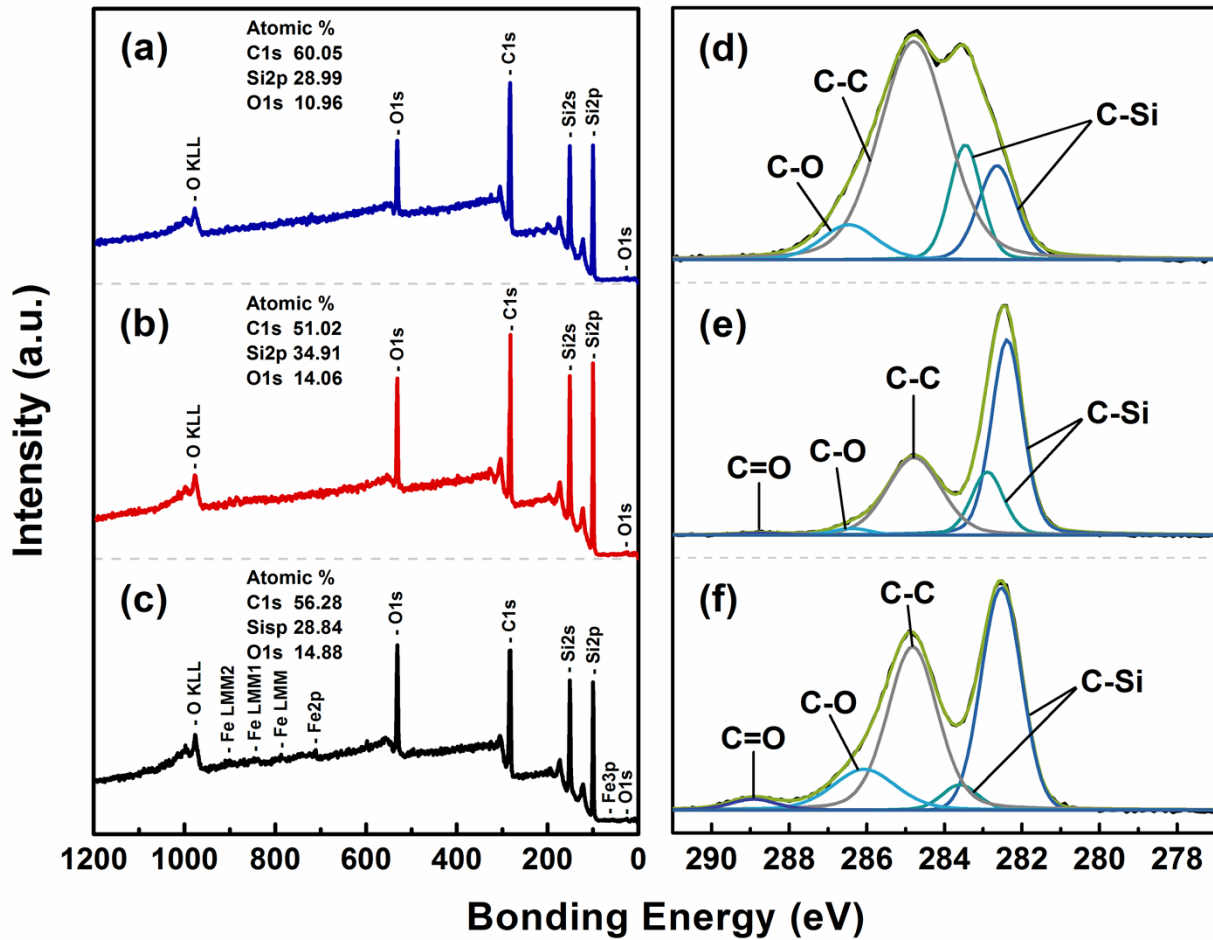 Intensity (a.u.)
(a)
Atomic %
C1s 60.05
Si2p 28.99
O1s 10.96
- O KLL
- O1s
- C1s
- Si2s
- Si2p
- O1s
(b)
Atomic %
C1s 51.02
Si2p 34.91
O1s 14.06
- O KLL
- O1s
- C1s
- Si2s
- Si2p
- O1s
(c)
Atomic %
C1s 56.28
Sisp 28.84
O1s 14.88
- O KLL
- Fe LMM2
- Fe LMM1
- Fe LMM
- Fe2p
- O1s
- C1s
- Si2s
- Si2p
- Fe3p
- O1s
1200 1000 800 600 400 200 0
(d)
C-C
C-O
C-Si
(e)
C-C
C-O
C=O
C-Si
(f)
C-C
C-O
C=O
C-Si
290 288 286 284 282 280 278
Bonding Energy (eV)